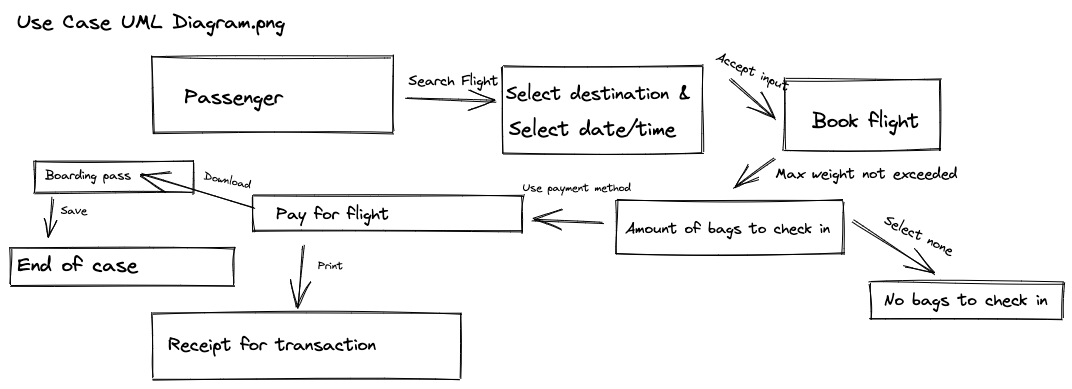 Use Case UML Diagram.png
Passenger
Search Flight
Select destination &
Select date/time
Accept input
Book flight
Max weight not exceeded
Boarding pass
Download
Save
End of case
Pay for flight
Use payment method
Amount of bags to check in
Select none
No bags to check in
Print
Receipt for transaction